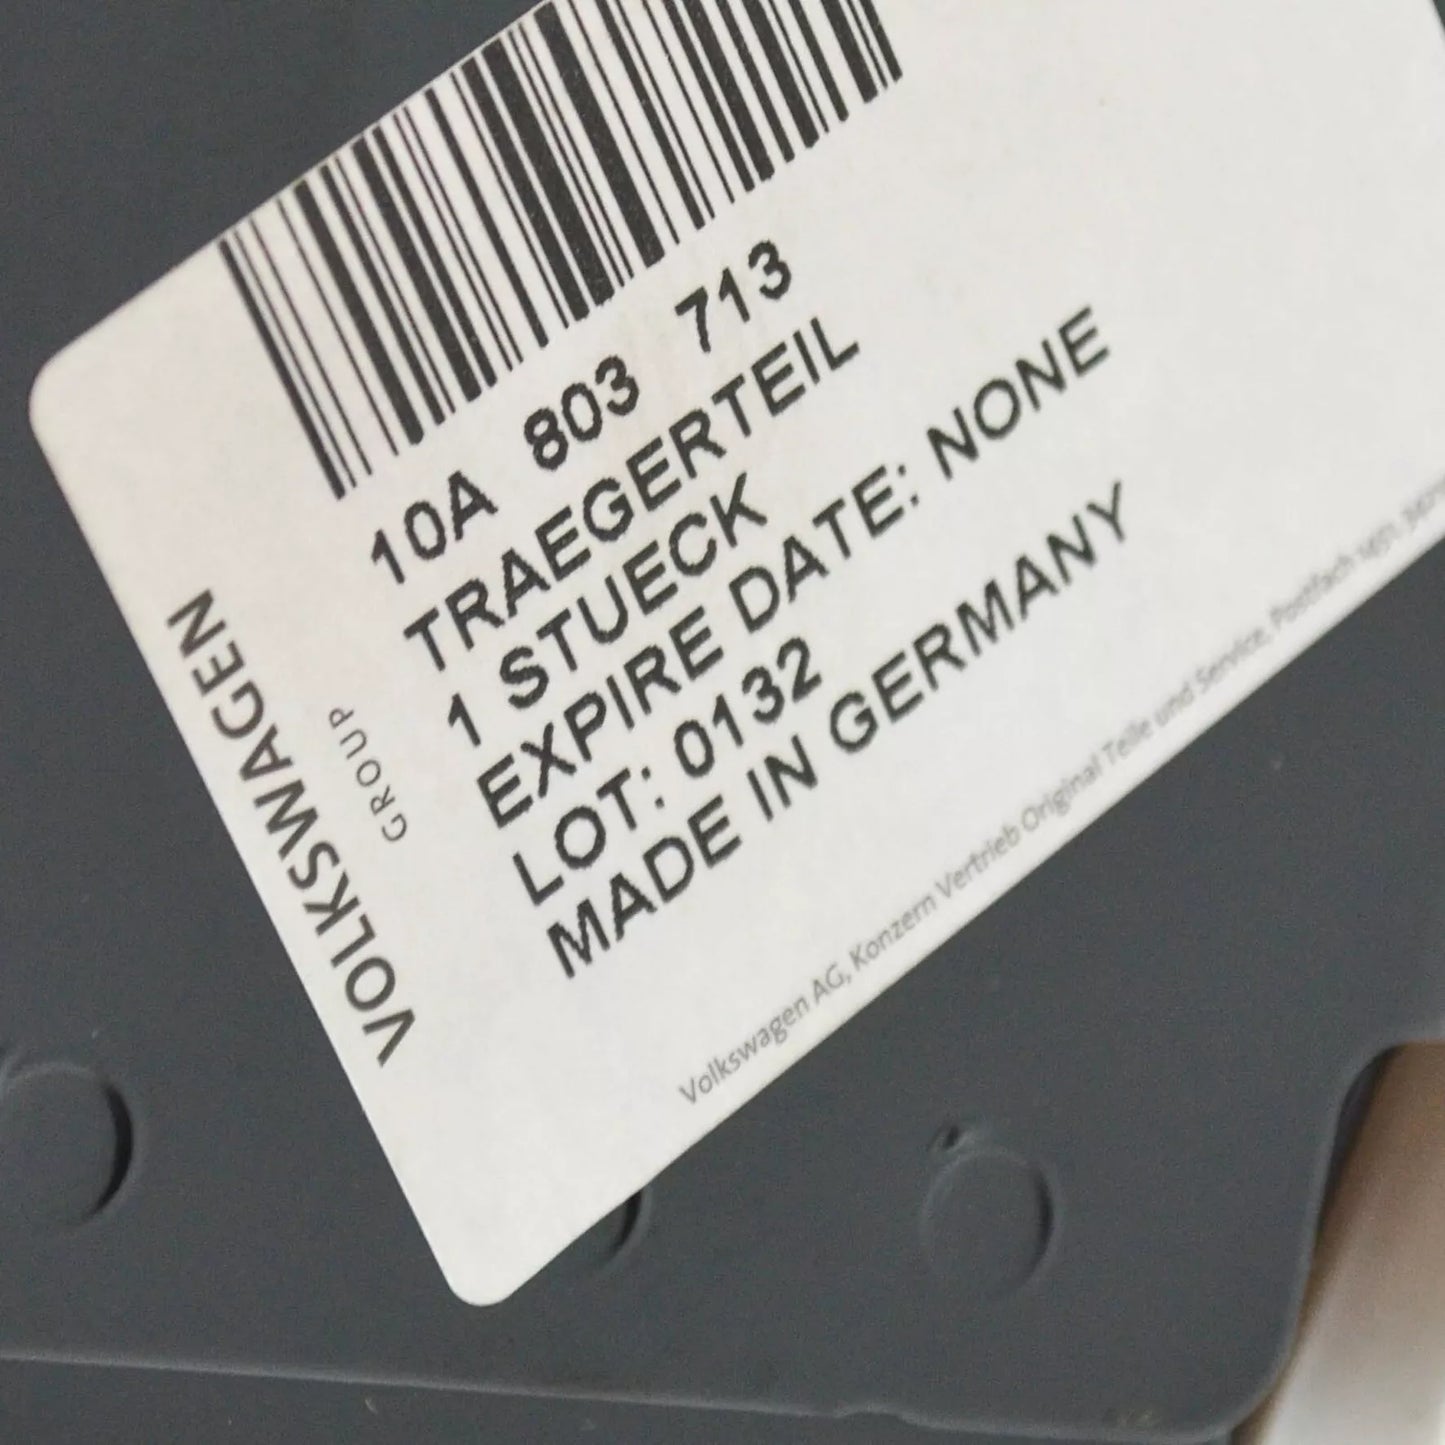 10A 803 713
TRAEGERTEIL
1 STUECK
EXPIRE DATE: NONE
LOT: 0132
MADE IN GERMANY
VOLKSWAGEN
GROUP
Volkswagen AG, Konzern Vertrieb Original Teile und Service, Postfach 1451,